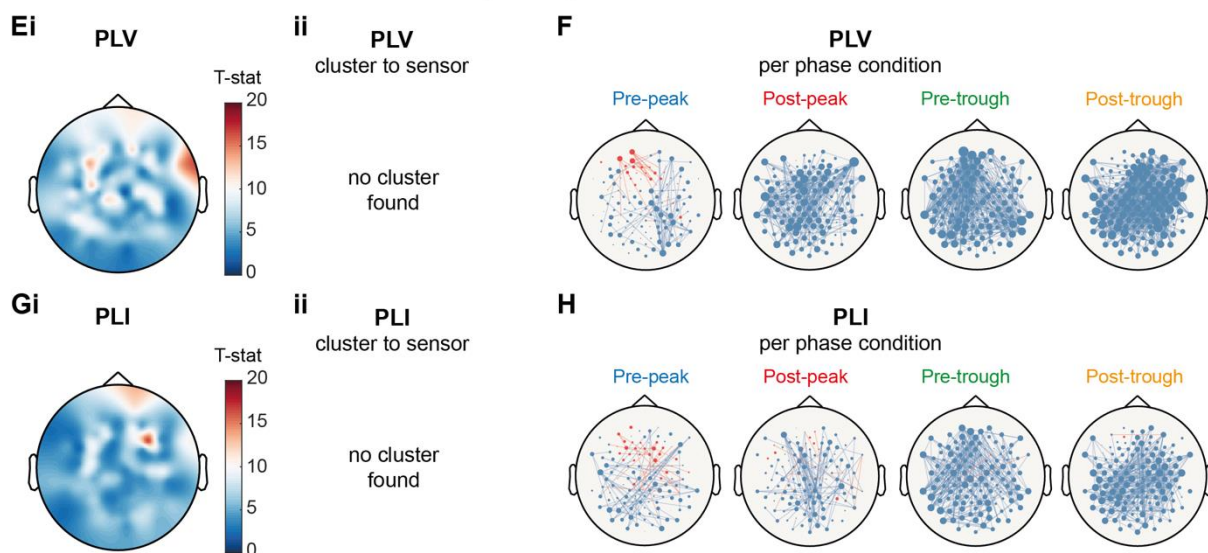 Ei
PLV
T-stat
20
15
10
5
0
ii
PLV
cluster to sensor
no cluster
found
F
PLV
per phase condition
Pre-peak
Post-peak
Pre-trough
Post-trough
Gi
PLI
T-stat
20
15
10
5
0
ii
PLI
cluster to sensor
no cluster
found
H
PLI
per phase condition
Pre-peak
Post-peak
Pre-trough
Post-trough